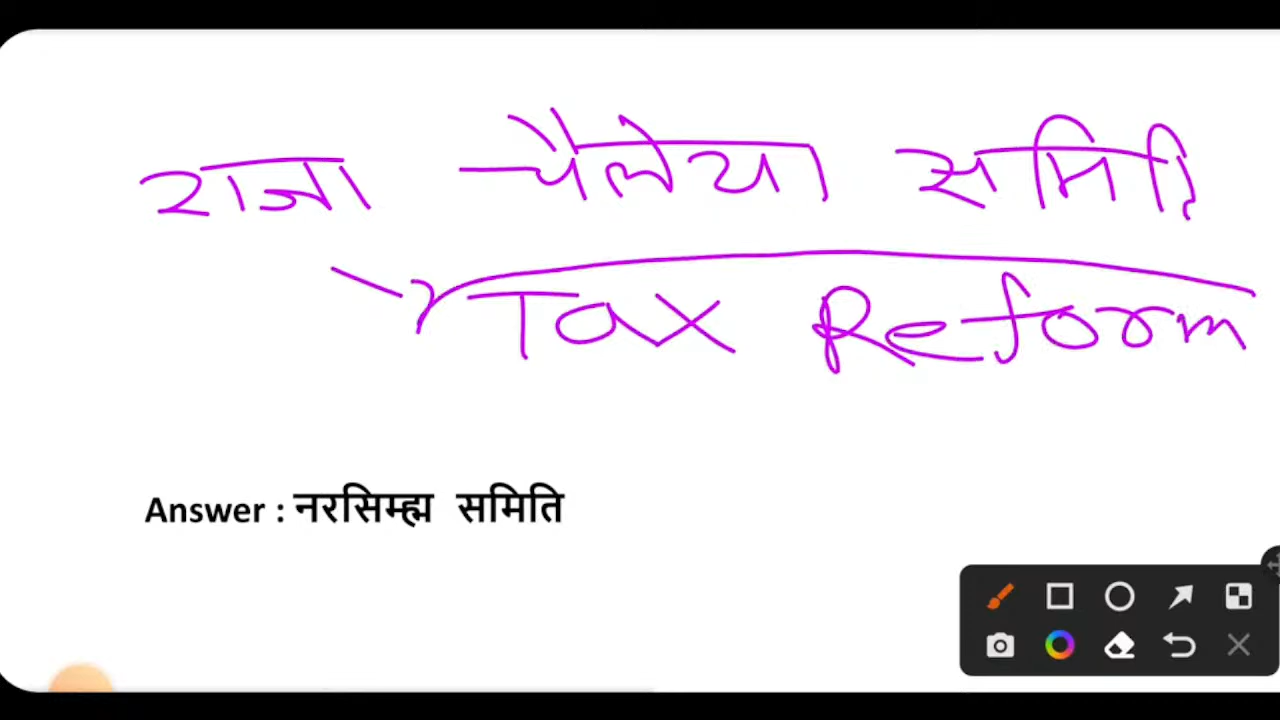 राजा चैलेया समिति
Tax Reform
Answer : नरसिम्ह्म समिति